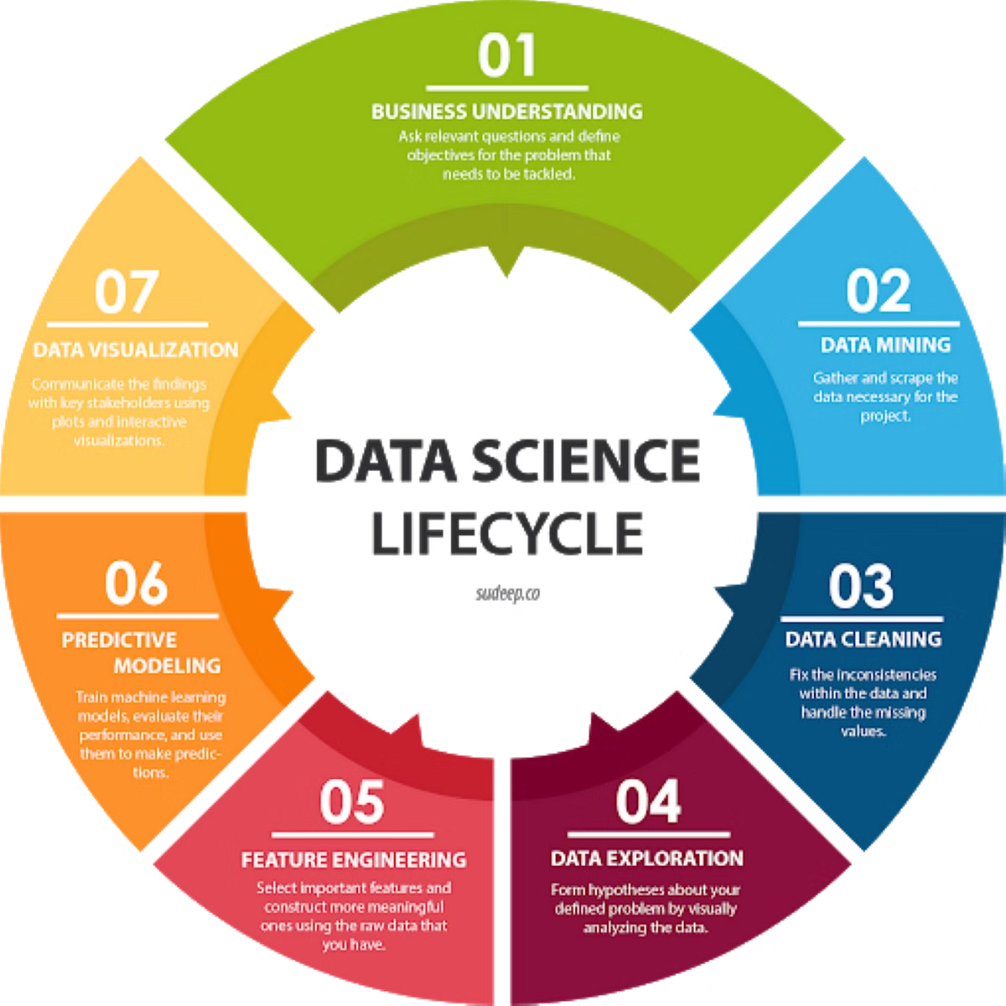 01
BUSINESS UNDERSTANDING
Ask relevant questions and define
objectives for the problem that
needs to be tackled.
02
DATA MINING
Gather and scrape the
data necessary for the
project.
03
DATA CLEANING
Fix the inconsistencies
within the data and
handle the missing
values.
04
DATA EXPLORATION
Form hypotheses about your
defined problem by visually
analyzing the data.
05
FEATURE ENGINEERING
Select important features and
construct more meaningful
ones using the raw data that
you have.
06
PREDICTIVE
MODELING
Train machine learning
models, evaluate their
performance, and use
them to make predic-
tions.
07
DATA VISUALIZATION
Communicate the findings
with key stakeholders using
plots and interactive
visualizations.
DATA SCIENCE
LIFECYCLE
sudeep.co